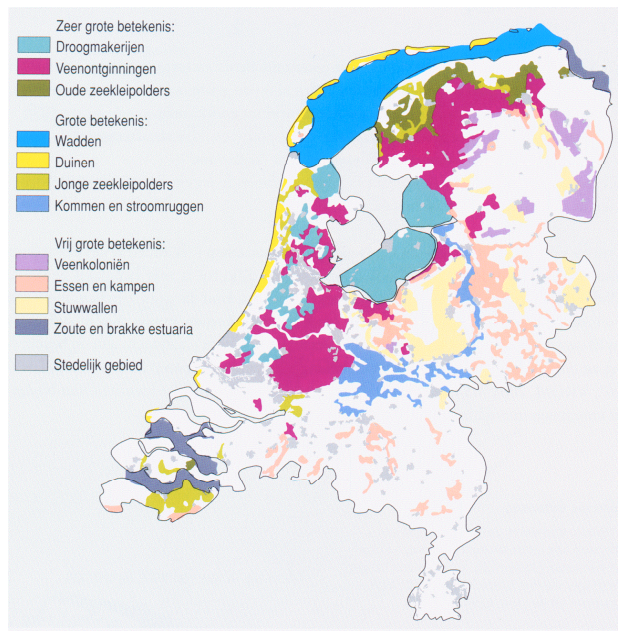 Zeer grote betekenis:
Droogmakerijen
Veenontginningen
Oude zeekleipolders
Grote betekenis:
Wadden
Duinen
Jonge zeekleipolders
Kommen en stroomruggen
Vrij grote betekenis:
Veenkoloniën
Essen en kampen
Stuwwallen
Zoute en brakke estuaria
Stedelijk gebied